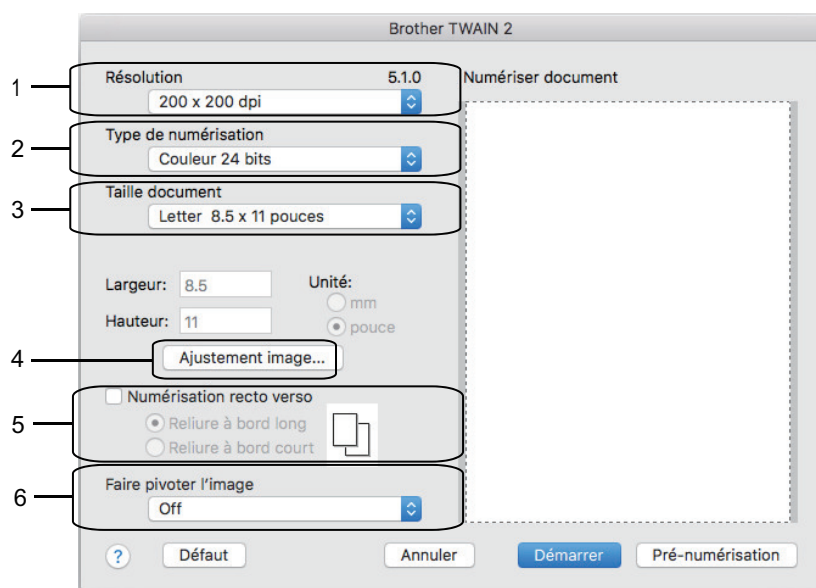 Brother TWAIN 2
1
Résolution 5.1.0
200 x 200 dpi
2
Type de numérisation
Couleur 24 bits
3
Taille document
Letter 8.5 x 11 pouces
Largeur: 8.5
Hauteur: 11
Unité:
mm
pouce
4
Ajustement image...
5
Numérisation recto verso
Reliure à bord long
Reliure à bord court
6
Faire pivoter l'image
Off
Numériser document
?
Défaut
Annuler
Démarrer
Pré-numérisation